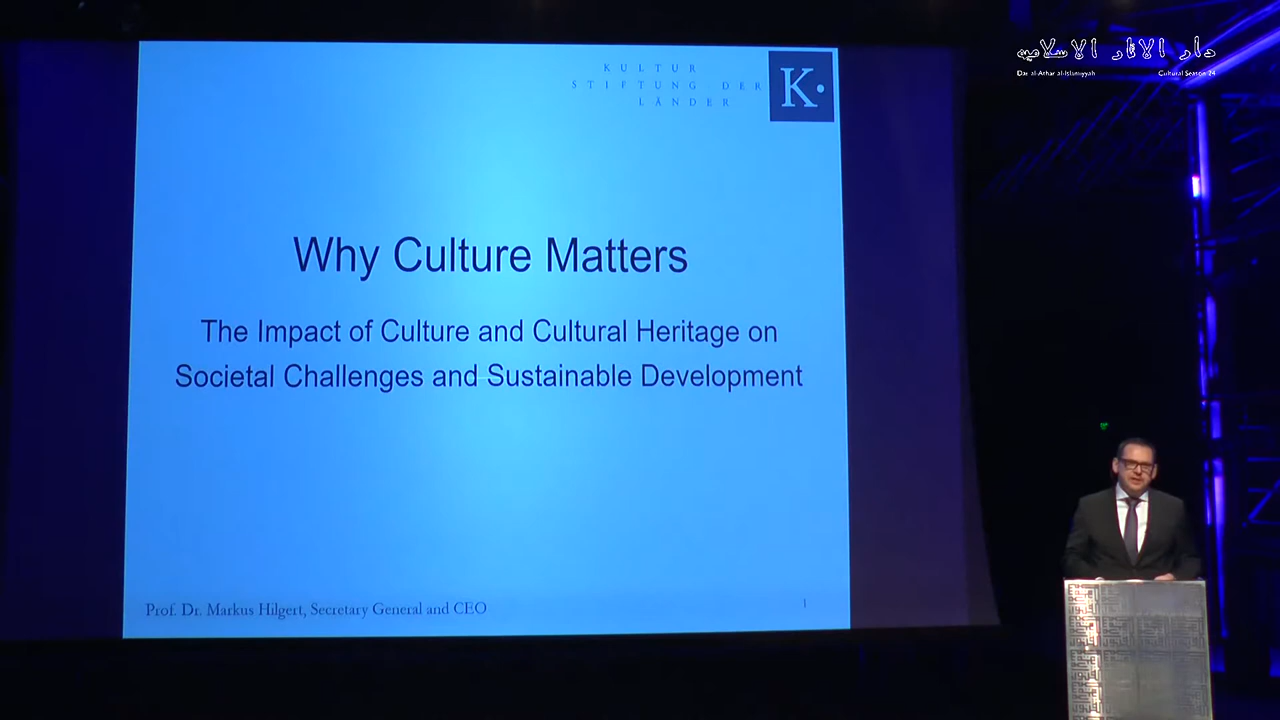 KULTUR
STIFTUNG DER
LÄNDER
K·
دار الآثار الإسلاميه
Dar al-Athar al-Islamiyyah
Cultural Season 24
Why Culture Matters
The Impact of Culture and Cultural Heritage on
Societal Challenges and Sustainable Development
Prof. Dr. Markus Hilgert, Secretary General and CEO
1